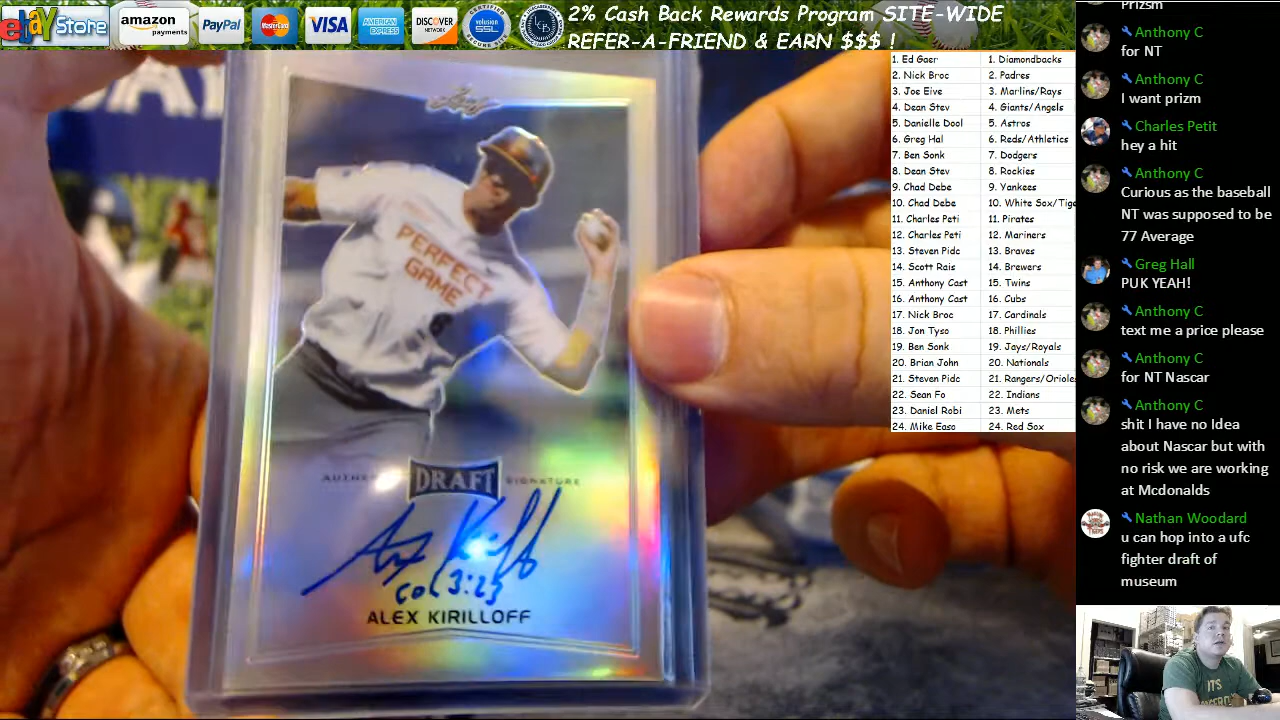 ebay Store
amazon
payments
PayPal
MasterCard
VISA
AMERICAN
EXPRESS
DISCOVER
NETWORK
volusion
SSL
2% Cash Back Rewards Program SITE-WIDE
REFER-A-FRIEND & EARN $$$ !
1. Ed Gaer 1. Diamondbacks
2. Nick Broc 2. Padres
3. Joe Eive 3. Marlins/Rays
4. Dean Stev 4. Giants/Angels
5. Danielle Dool 5. Astros
6. Greg Hal 6. Reds/Athletics
7. Ben Sonk 7. Dodgers
8. Dean Stev 8. Rockies
9. Chad Debe 9. Yankees
10. Chad Debe 10. White Sox/Tige
11. Charles Peti 11. Pirates
12. Charles Peti 12. Mariners
13. Steven Pidc 13. Braves
14. Scott Rais 14. Brewers
15. Anthony Cast 15. Twins
16. Anthony Cast 16. Cubs
17. Nick Broc 17. Cardinals
18. Jon Tyso 18. Phillies
19. Ben Sonk 19. Jays/Royals
20. Brian John 20. Nationals
21. Steven Pidc 21. Rangers/Oriole
22. Sean Fo 22. Indians
23. Daniel Robi 23. Mets
24. Mike Easo 24. Red Sox
Leaf
PERFECT
GAME
DRAFT
SIGNATURE
Col 3:23
ALEX KIRILLOFF
Prizm
Anthony C
for NT
Anthony C
I want prizm
Charles Petit
hey a hit
Anthony C
Curious as the baseball
NT was supposed to be
77 Average
Greg Hall
PUK YEAH!
Anthony C
text me a price please
Anthony C
for NT Nascar
Anthony C
shit I have no Idea
about Nascar but with
no risk we are working
at Mcdonalds
Nathan Woodard
u can hop into a ufc
fighter draft of
museum
ITS